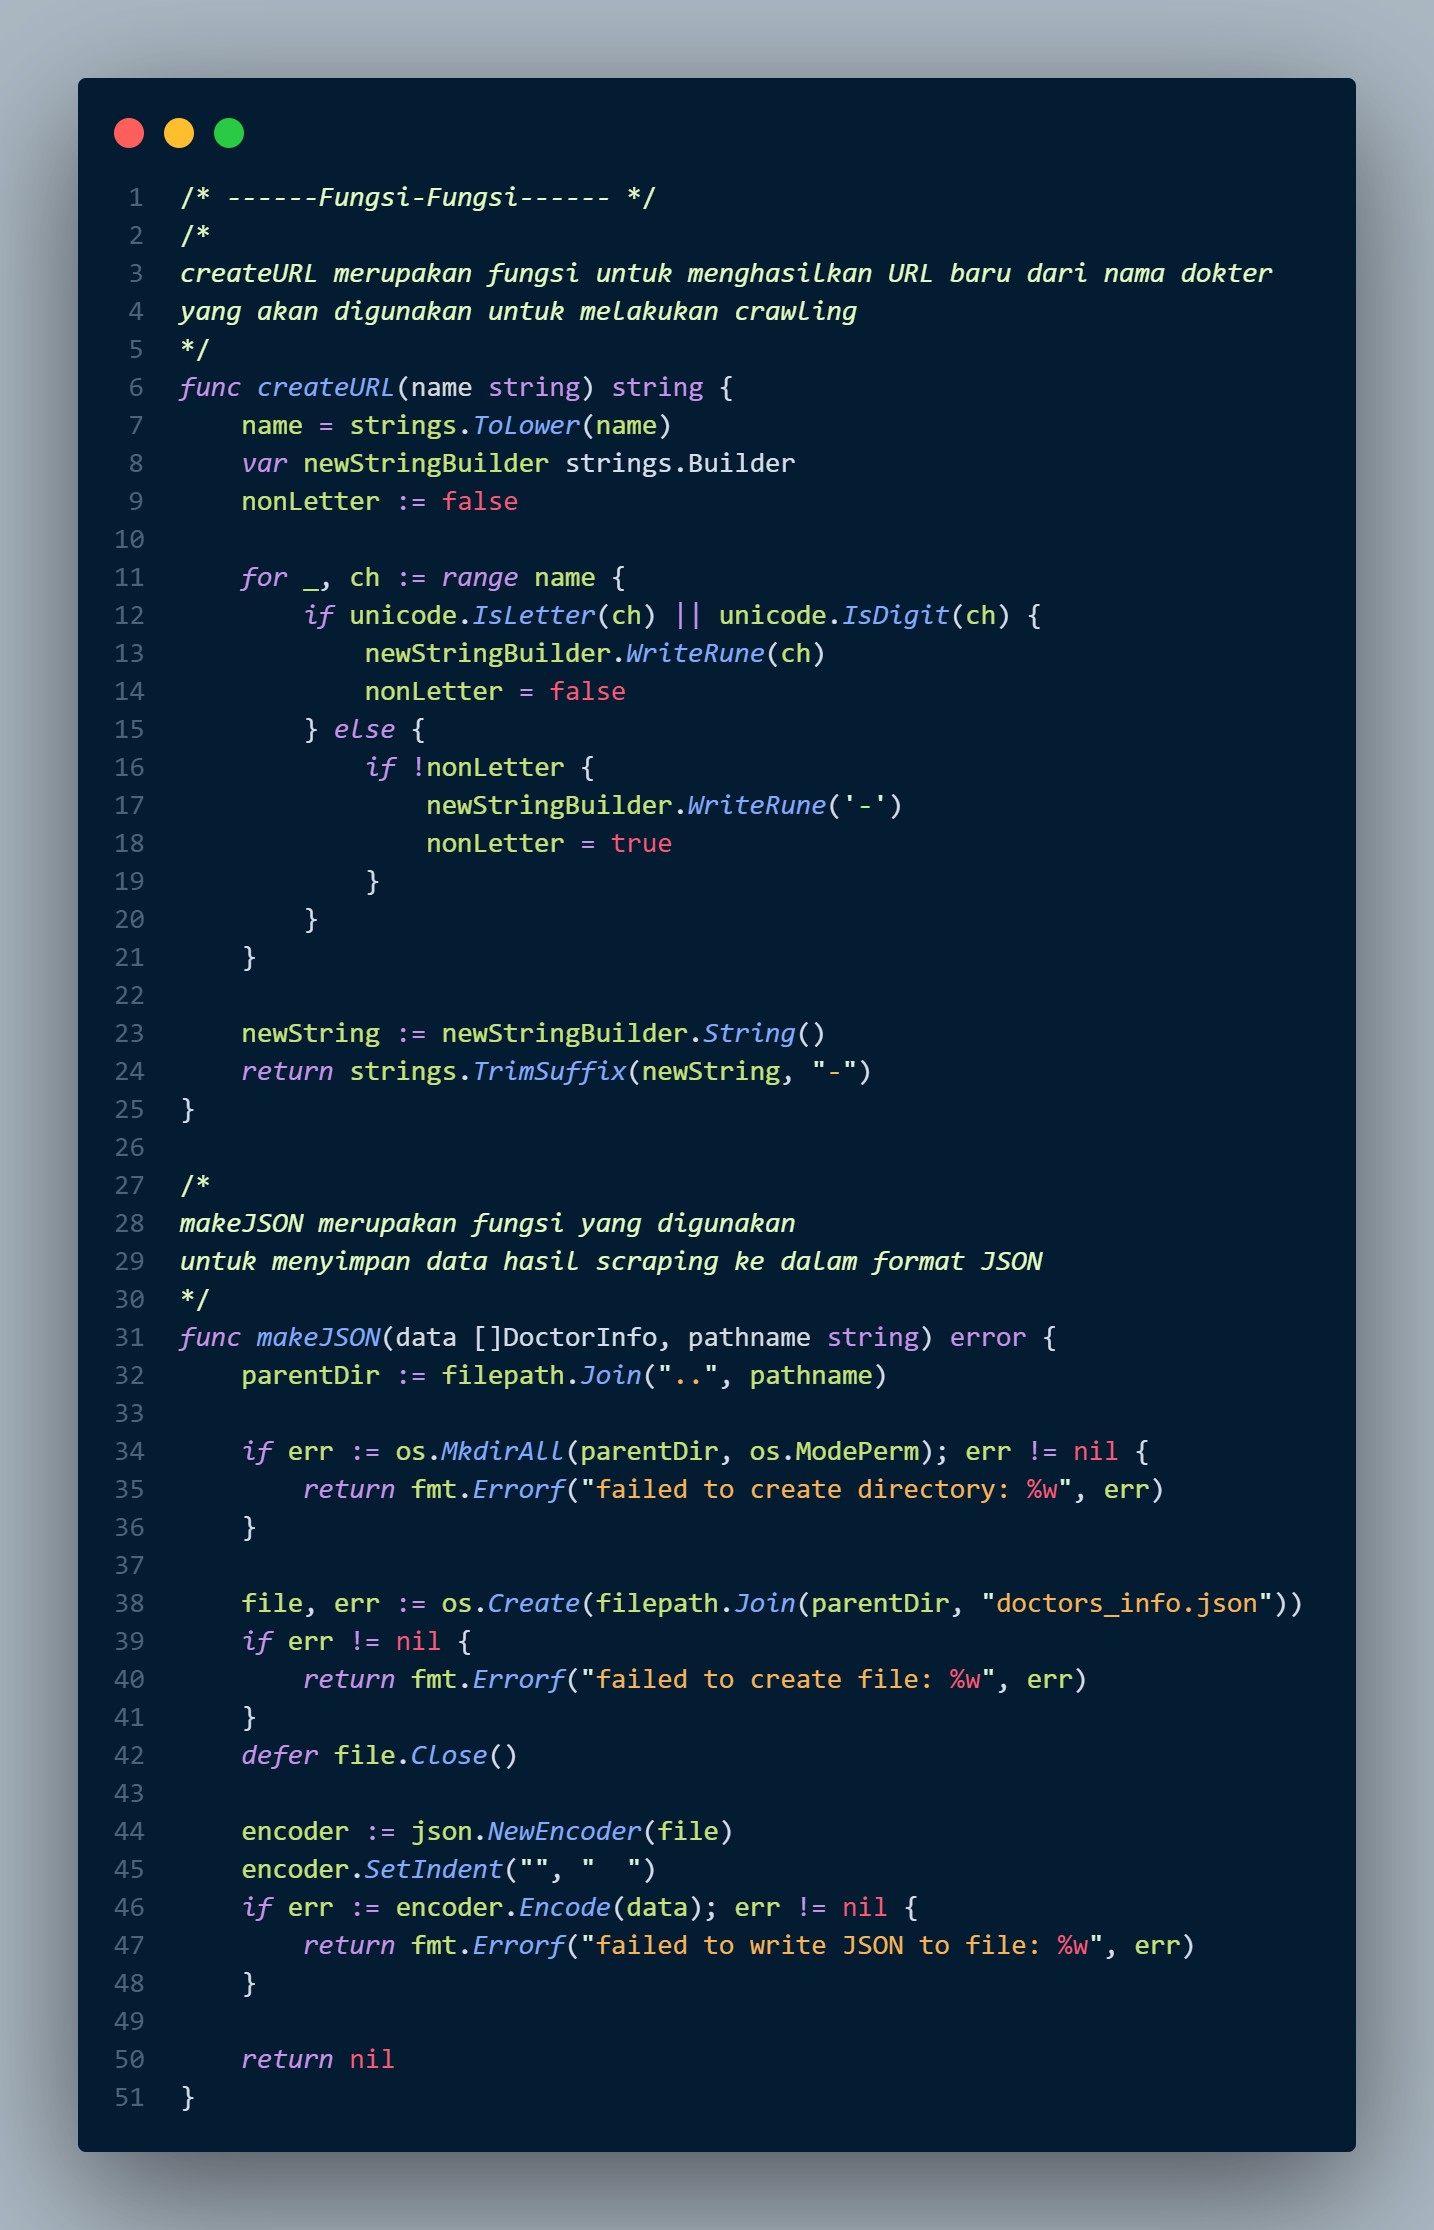 1 /* ------Fungsi-Fungsi------ */
2 /*
3 createURL merupakan fungsi untuk menghasilkan URL baru dari nama dokter
4 yang akan digunakan untuk melakukan crawling
5 */
6 func createURL(name string) string {
7     name = strings.ToLower(name)
8     var newStringBuilder strings.Builder
9     nonLetter := false
10
11     for _, ch := range name {
12         if unicode.IsLetter(ch) || unicode.IsDigit(ch) {
13             newStringBuilder.WriteRune(ch)
14             nonLetter = false
15         } else {
16             if !nonLetter {
17                 newStringBuilder.WriteRune('-')
18                 nonLetter = true
19             }
20         }
21     }
22
23     newString := newStringBuilder.String()
24     return strings.TrimSuffix(newString, "-")
25 }
26
27 /*
28 makeJSON merupakan fungsi yang digunakan
29 untuk menyimpan data hasil scraping ke dalam format JSON
30 */
31 func makeJSON(data []DoctorInfo, pathname string) error {
32     parentDir := filepath.Join("..", pathname)
33
34     if err := os.MkdirAll(parentDir, os.ModePerm); err != nil {
35         return fmt.Errorf("failed to create directory: %w", err)
36     }
37
38     file, err := os.Create(filepath.Join(parentDir, "doctors_info.json"))
39     if err != nil {
40         return fmt.Errorf("failed to create file: %w", err)
41     }
42     defer file.Close()
43
44     encoder := json.NewEncoder(file)
45     encoder.SetIndent("", "  ")
46     if err := encoder.Encode(data); err != nil {
47         return fmt.Errorf("failed to write JSON to file: %w", err)
48     }
49
50     return nil
51 }